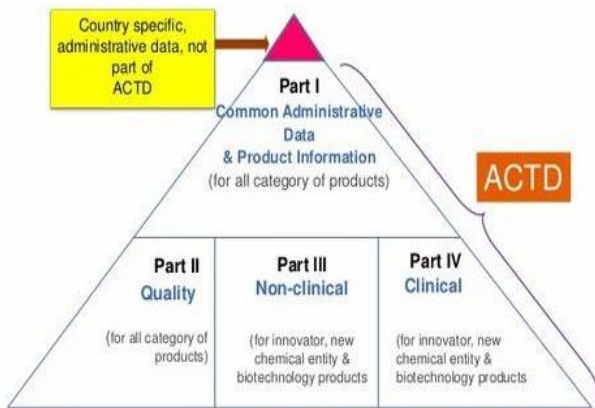 Country specific,
administrative data, not
part of
ACTD
Part I
Common Administrative
Data
& Product Information
(for all category of products)
ACTD
Part II
Quality
(for all category of
products)
Part III
Non-clinical
(for innovator, new
chemical entity &
biotechnology products
Part IV
Clinical
(for innovator, new
chemical entity &
biotechnology products